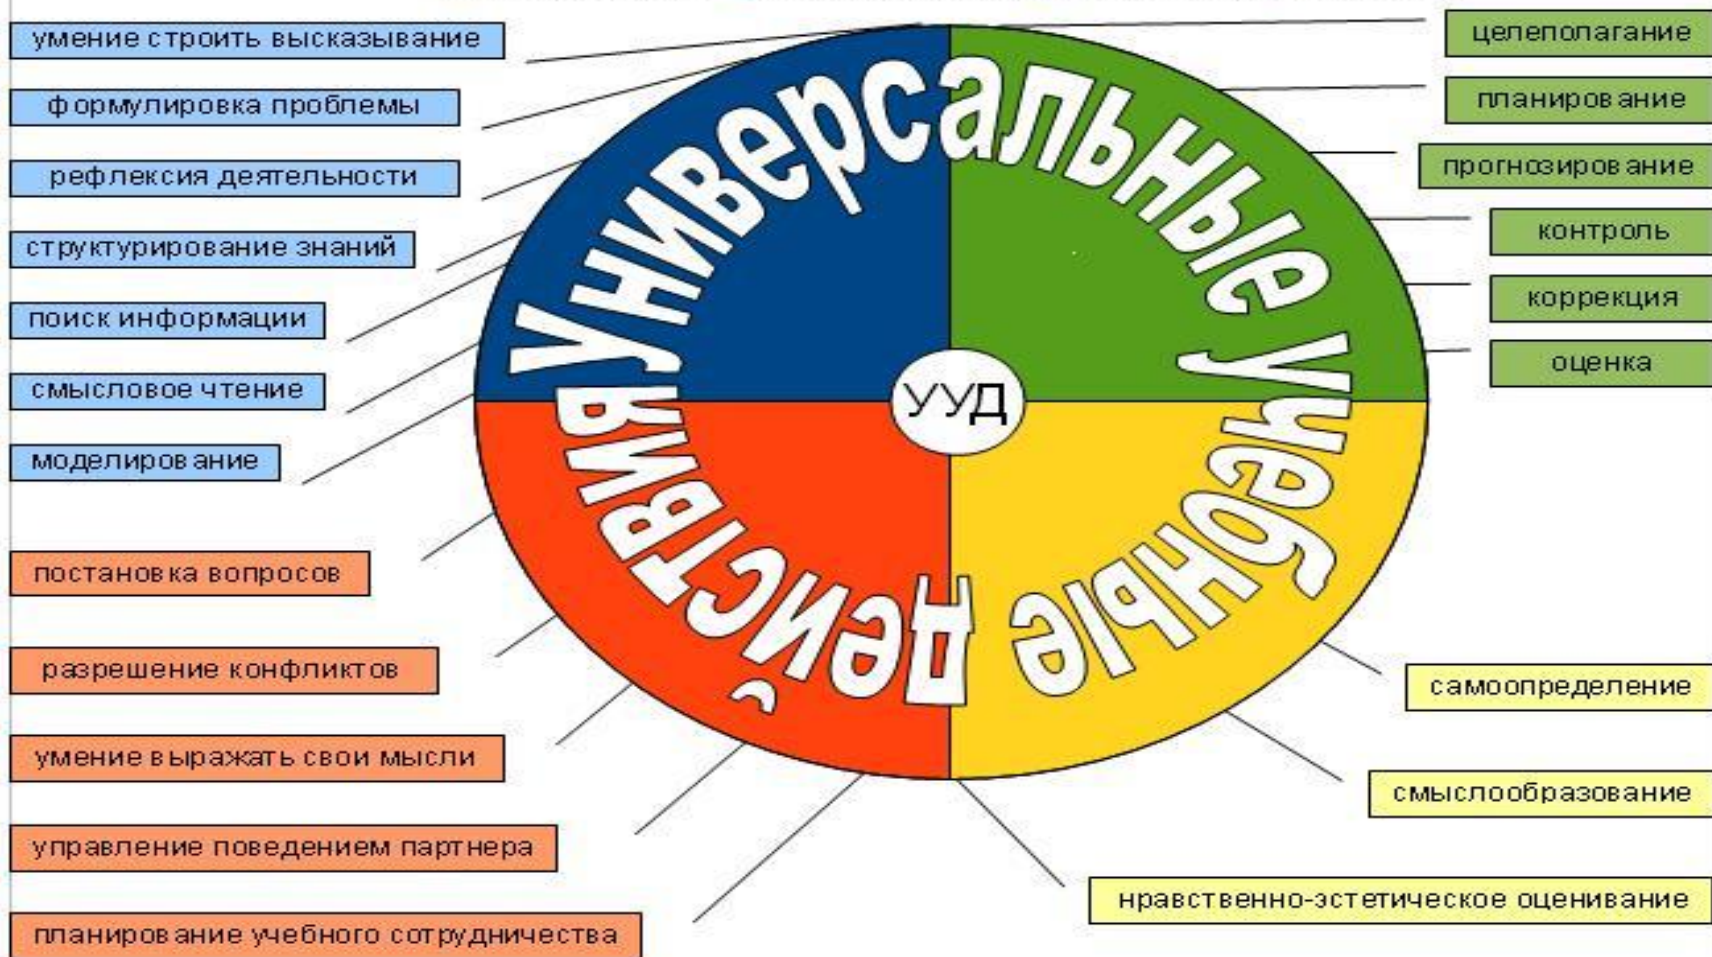 умение строить высказывание
формулировка проблемы
рефлексия деятельности
структурирование знаний
поиск информации
смысловое чтение
моделирование
постановка вопросов
разрешение конфликтов
умение выражать свои мысли
управление поведением партнера
планирование учебного сотрудничества
Универсальные учебные действия
УУД
целеполагание
планирование
прогнозирование
контроль
коррекция
оценка
самоопределение
смыслообразование
нравственно-эстетическое оценивание